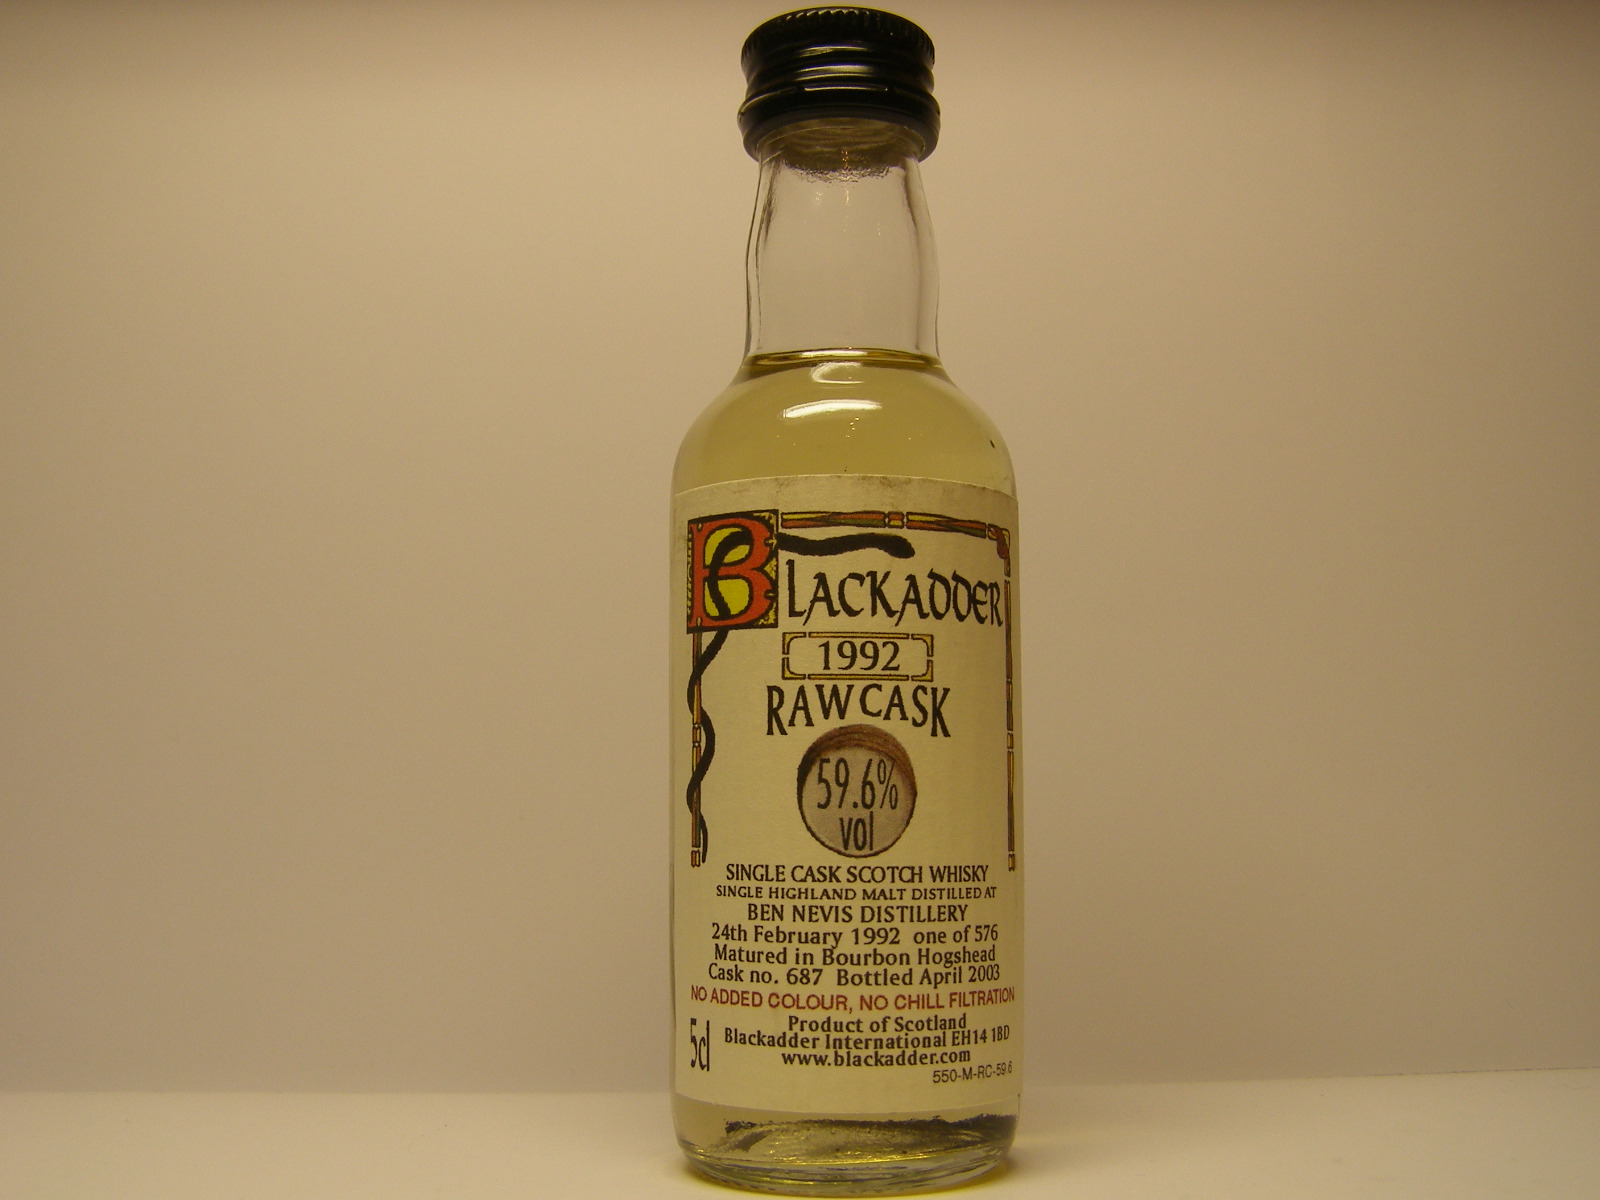 BLACKADDER
1992
RAW CASK
59.6%
vol
SINGLE CASK SCOTCH WHISKY
SINGLE HIGHLAND MALT DISTILLED AT
BEN NEVIS DISTILLERY
24th February 1992 one of 576
Matured in Bourbon Hogshead
Cask no. 687 Bottled April 2003
NO ADDED COLOUR, NO CHILL FILTRATION
Product of Scotland
5cl Blackadder International EH14 1BD
www.blackadder.com
550-M-RC-59.6